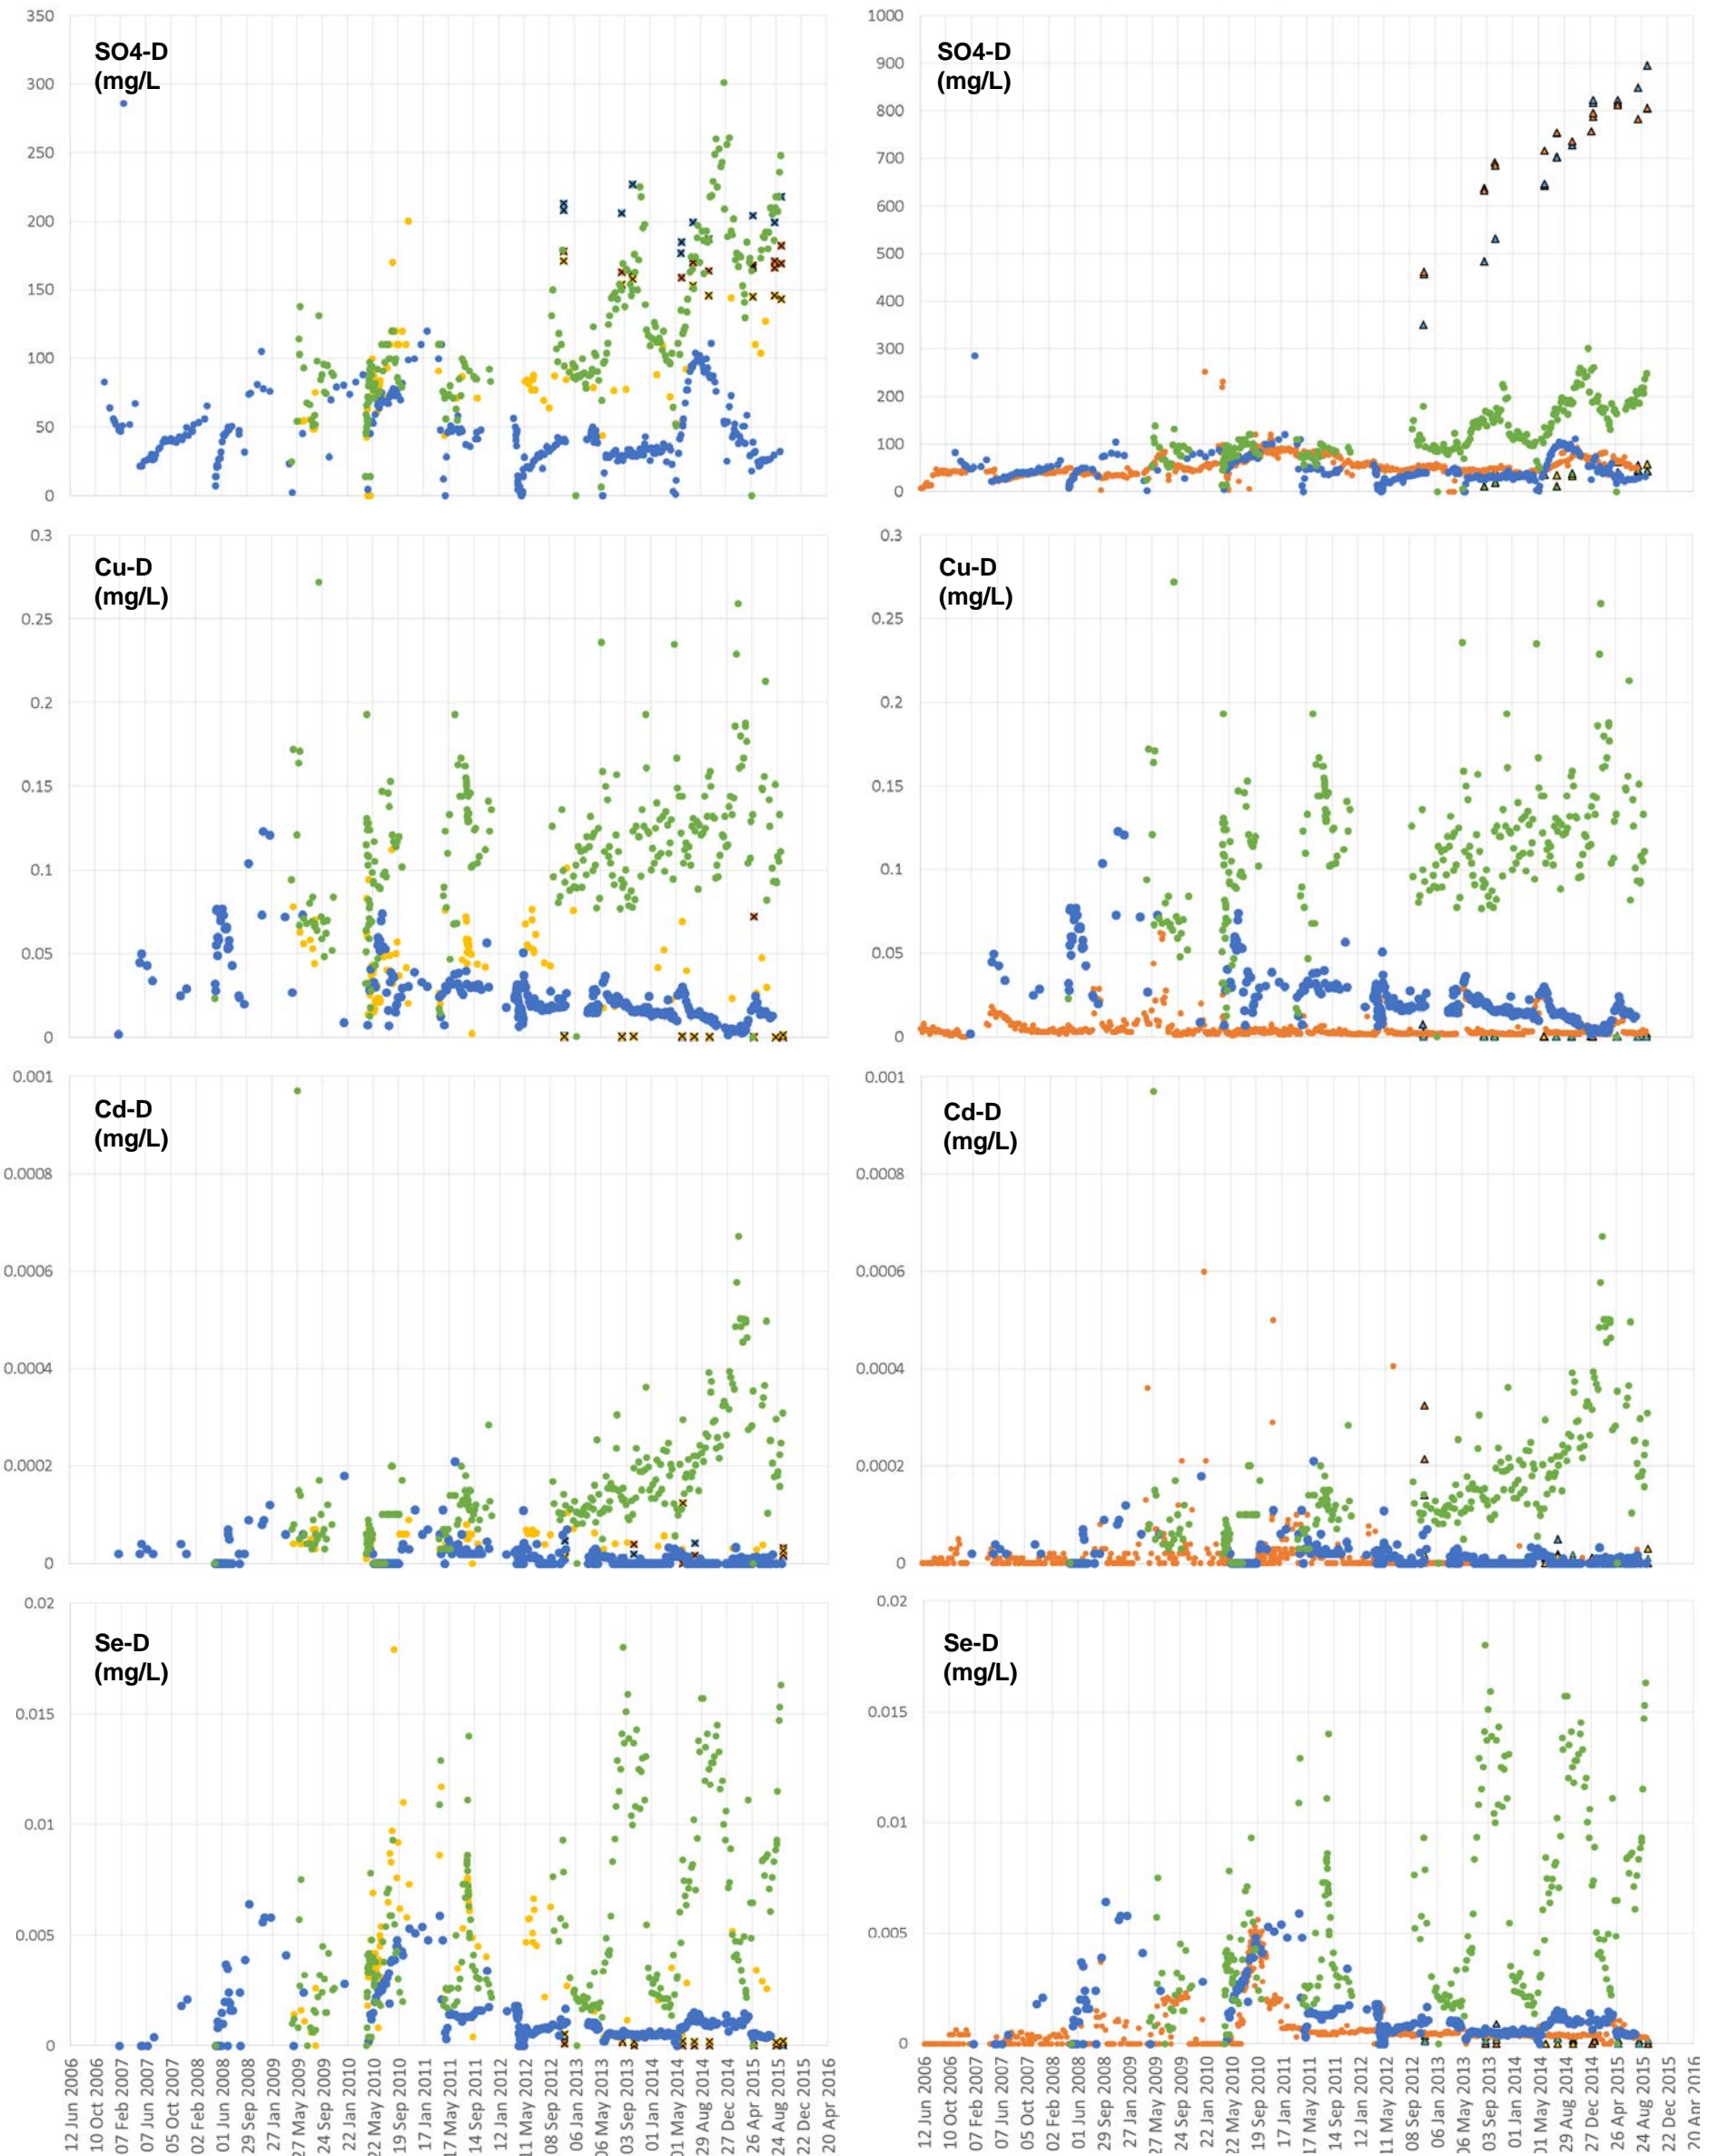 350
300
250
200
150
100
50
0
SO4-D
(mg/L
1000
900
800
700
600
500
400
300
200
100
0
SO4-D
(mg/L)
0.3
0.25
0.2
0.15
0.1
0.05
0
Cu-D
(mg/L)
0.3
0.25
0.2
0.15
0.1
0.05
0
Cu-D
(mg/L)
0.001
0.0008
0.0006
0.0004
0.0002
0
Cd-D
(mg/L)
0.001
0.0008
0.0006
0.0004
0.0002
0
Cd-D
(mg/L)
0.02
0.015
0.01
0.005
0
Se-D
(mg/L)
12 Jun 2006
10 Oct 2006
07 Feb 2007
07 Jun 2007
05 Oct 2007
02 Feb 2008
01 Jun 2008
29 Sep 2008
27 Jan 2009
27 May 2009
24 Sep 2009
22 Jan 2010
22 May 2010
19 Sep 2010
17 Jan 2011
17 May 2011
14 Sep 2011
12 Jan 2012
11 May 2012
08 Sep 2012
06 Jan 2013
06 May 2013
03 Sep 2013
01 Jan 2014
01 May 2014
29 Aug 2014
27 Dec 2014
26 Apr 2015
24 Aug 2015
22 Dec 2015
20 Apr 2016
0.02
0.015
0.01
0.005
0
Se-D
(mg/L)
12 Jun 2006
10 Oct 2006
07 Feb 2007
07 Jun 2007
05 Oct 2007
02 Feb 2008
01 Jun 2008
29 Sep 2008
27 Jan 2009
27 May 2009
24 Sep 2009
22 Jan 2010
22 May 2010
19 Sep 2010
17 Jan 2011
17 May 2011
14 Sep 2011
12 Jan 2012
11 May 2012
08 Sep 2012
06 Jan 2013
06 May 2013
03 Sep 2013
01 Jan 2014
01 May 2014
29 Aug 2014
27 Dec 2014
26 Apr 2015
24 Aug 2015
22 Dec 2015
20 Apr 2016